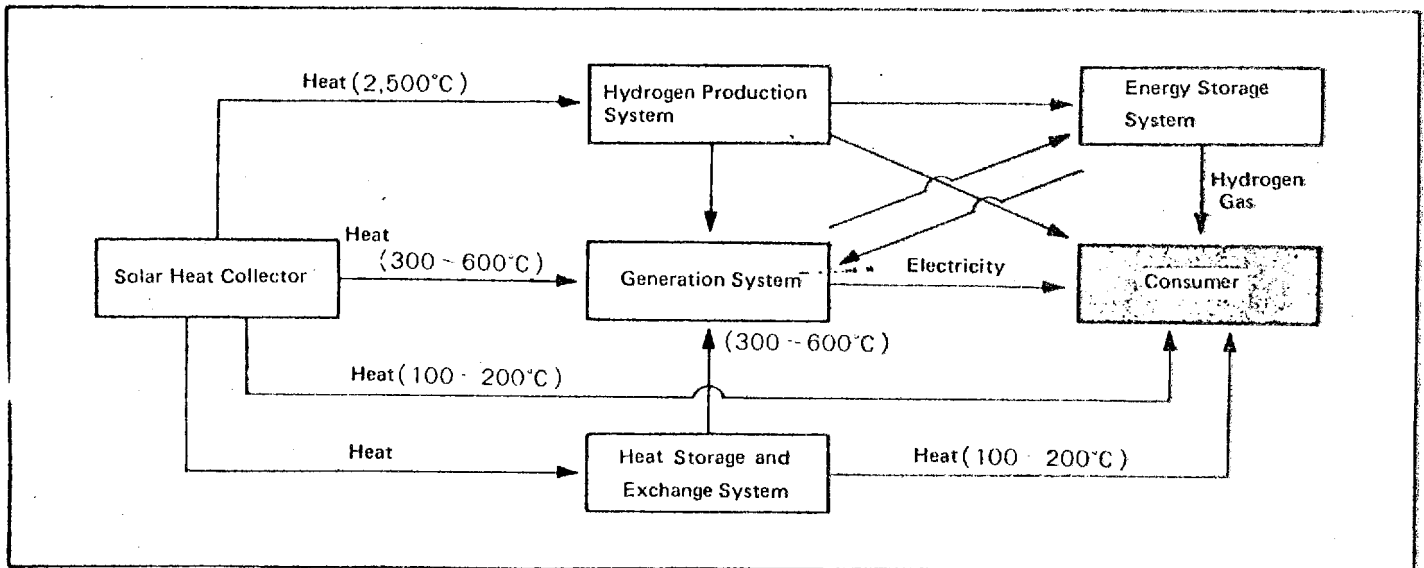 Heat (2,500°C)
Hydrogen Production
System
Energy Storage
System
Hydrogen
Gas
Heat
(300 ~ 600°C)
Solar Heat Collector
Generation System
Electricity
Consumer
(300 ~ 600°C)
Heat (100 - 200°C)
Heat
Heat Storage and
Exchange System
Heat (100 - 200°C)